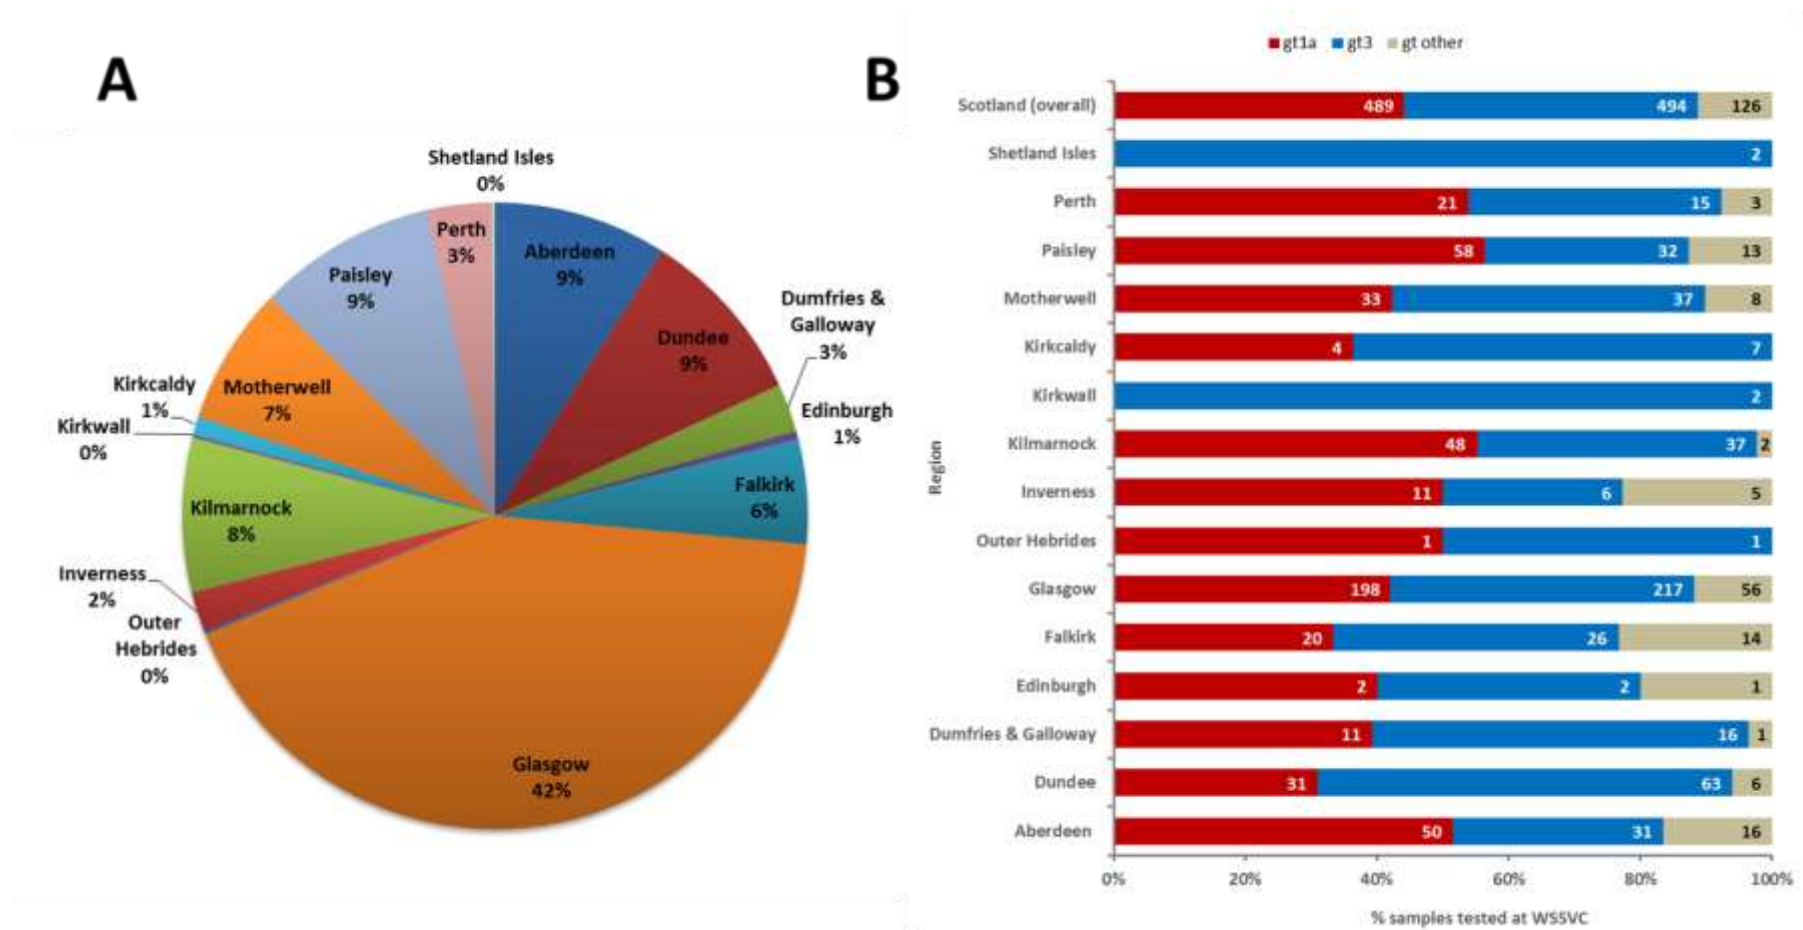 A
Shetland Isles
0%
Perth
3%
Aberdeen
9%
Paisley
9%
Dundee
9%
Dumfries &
Galloway
3%
Kirkcaldy
1%
Motherwell
7%
Edinburgh
1%
Kirkwall
0%
Falkirk
6%
Kilmarnock
8%
Inverness
2%
Outer
Hebrides
0%
Glasgow
42%
B
gt1a gt3 gt other
Region
Scotland (overall) 489 494 126
Shetland Isles 2
Perth 21 15 3
Paisley 58 32 13
Motherwell 33 37 8
Kirkcaldy 4 7
Kirkwall 2
Kilmarnock 48 37 2
Inverness 11 6 5
Outer Hebrides 1 1
Glasgow 198 217 56
Falkirk 20 26 14
Edinburgh 2 2 1
Dumfries & Galloway 11 16 1
Dundee 31 63 6
Aberdeen 50 31 16
0% 20% 40% 60% 80% 100%
% samples tested at WSSVC